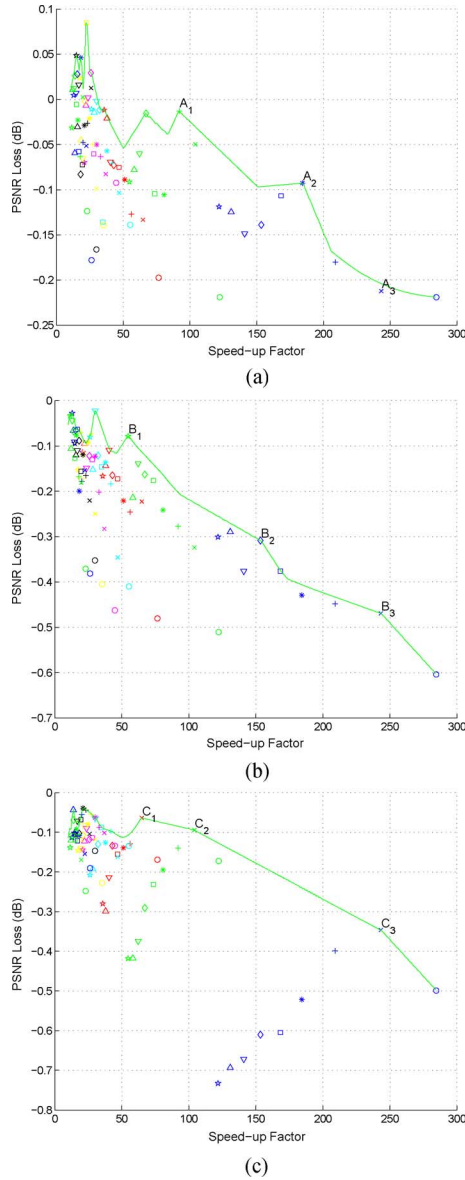 0.1
0.05
0
-0.05
-0.1
-0.15
-0.2
-0.25
PSNR Loss (dB)
A1
A2
A3
0 50 100 150 200 250 300
Speed-up Factor
(a)
0
-0.1
-0.2
-0.3
-0.4
-0.5
-0.6
-0.7
PSNR Loss (dB)
B1
B2
B3
0 50 100 150 200 250 300
Speed-up Factor
(b)
0
-0.1
-0.2
-0.3
-0.4
-0.5
-0.6
-0.7
-0.8
PSNR Loss (dB)
C1
C2
C3
0 50 100 150 200 250 300
Speed-up Factor
(c)